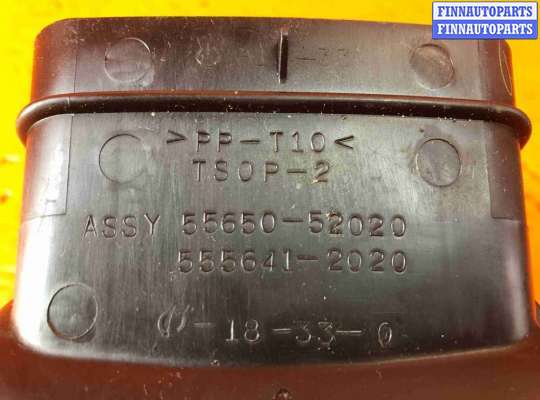 FINNAUTOPARTS
FINNAUTOPARTS
>PP-T10<
TSOP-2
ASSY 55650-52020
555641-2020
-18-33-0